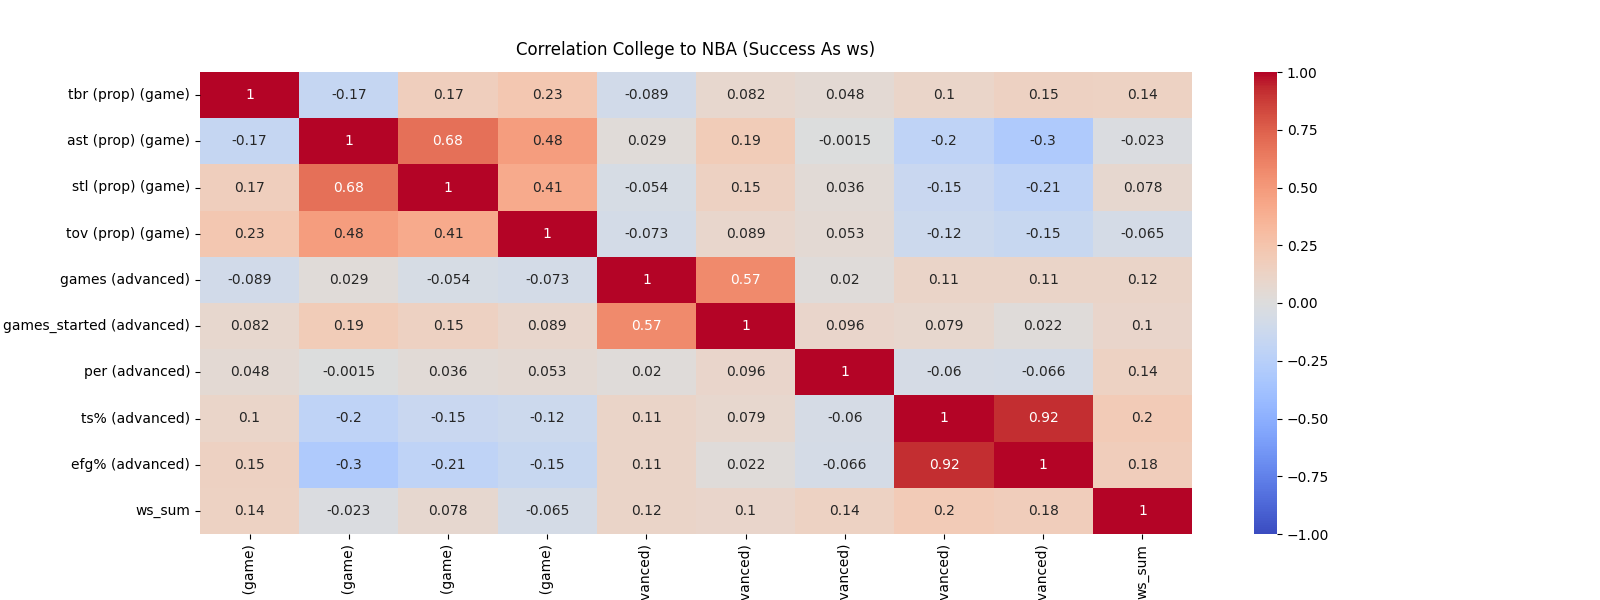 Correlation College to NBA (Success As ws)
tbr (prop) (game) 1 -0.17 0.17 0.23 -0.089 0.082 0.048 0.1 0.15 0.14
ast (prop) (game) -0.17 1 0.68 0.48 0.029 0.19 -0.0015 -0.2 -0.3 -0.023
stl (prop) (game) 0.17 0.68 1 0.41 -0.054 0.15 0.036 -0.15 -0.21 0.078
tov (prop) (game) 0.23 0.48 0.41 1 -0.073 0.089 0.053 -0.12 -0.15 -0.065
games (advanced) -0.089 0.029 -0.054 -0.073 1 0.57 0.02 0.11 0.11 0.12
games_started (advanced) 0.082 0.19 0.15 0.089 0.57 1 0.096 0.079 0.022 0.1
per (advanced) 0.048 -0.0015 0.036 0.053 0.02 0.096 1 -0.06 -0.066 0.14
ts% (advanced) 0.1 -0.2 -0.15 -0.12 0.11 0.079 -0.06 1 0.92 0.2
efg% (advanced) 0.15 -0.3 -0.21 -0.15 0.11 0.022 -0.066 0.92 1 0.18
ws_sum 0.14 -0.023 0.078 -0.065 0.12 0.1 0.14 0.2 0.18 1
(game)
(game)
(game)
(game)
vanced)
vanced)
vanced)
vanced)
vanced)
ws_sum
1.00
0.75
0.50
0.25
0.00
−0.25
−0.50
−0.75
−1.00